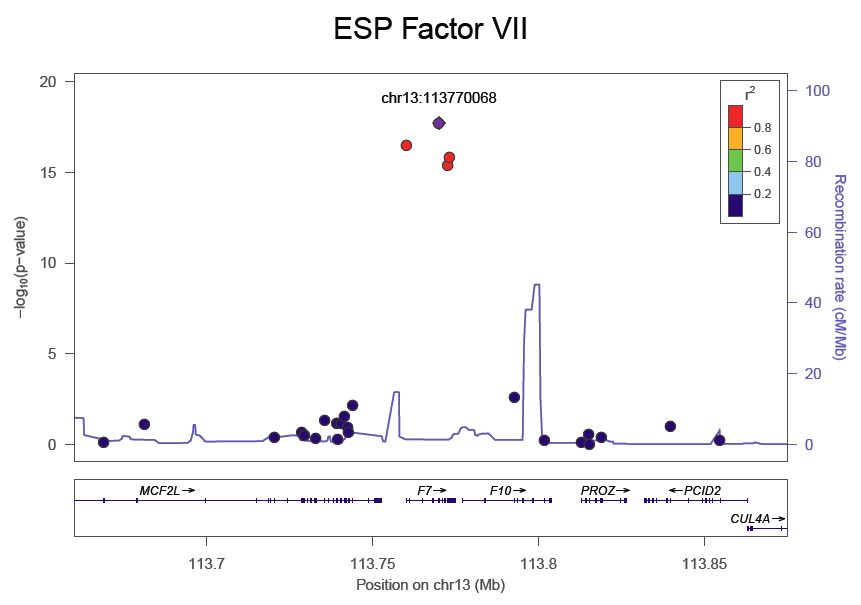 ESP Factor VII
chr13:113770068
r2
0.8
0.6
0.4
0.2
20
15
10
5
0
−log10(p−value)
100
80
60
40
20
0
Recombination rate (cM/Mb)
MCF2L→
F7→
F10→
PROZ→
←PCID2
CUL4A→
113.7
113.75
113.8
113.85
Position on chr13 (Mb)